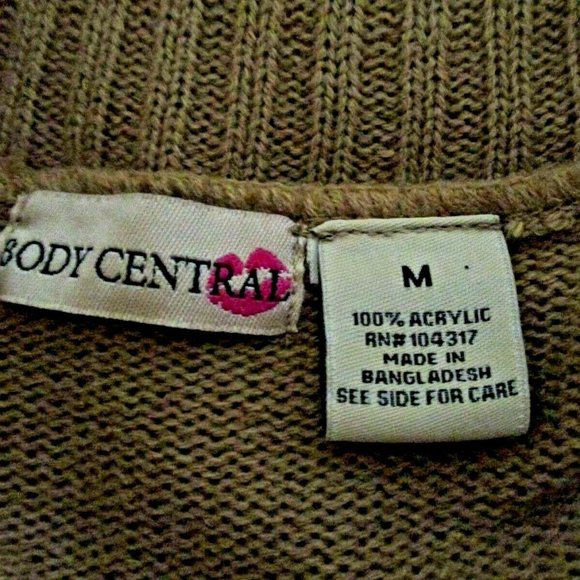 BODY CENTRAL
M
100% ACRYLIC
RN#104317
MADE IN
BANGLADESH
SEE SIDE FOR CARE